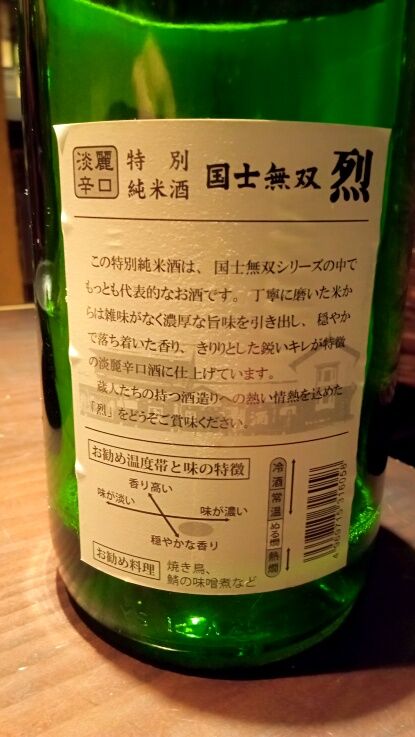 淡麗
辛口
特別
純米酒
国士無双 烈
この特別純米酒は、国士無双シリーズの中で
もっとも代表的なお酒です。丁寧に磨いた米か
らは雑味がなく濃厚な旨味を引き出し、穏やか
で落ち着いた香り、きりりとした鋭いキレが特徴
の淡麗辛口酒に仕上げています。
蔵人たちの持つ酒造りへの熱い情熱を込めた
「烈」をどうぞご賞味ください。
お勧め温度帯と味の特徴
香り高い
味が淡い
味が濃い
穏やかな香り
冷酒 常温 ぬる燗 熱燗
お勧め料理
焼き鳥、
鯖の味噌煮など